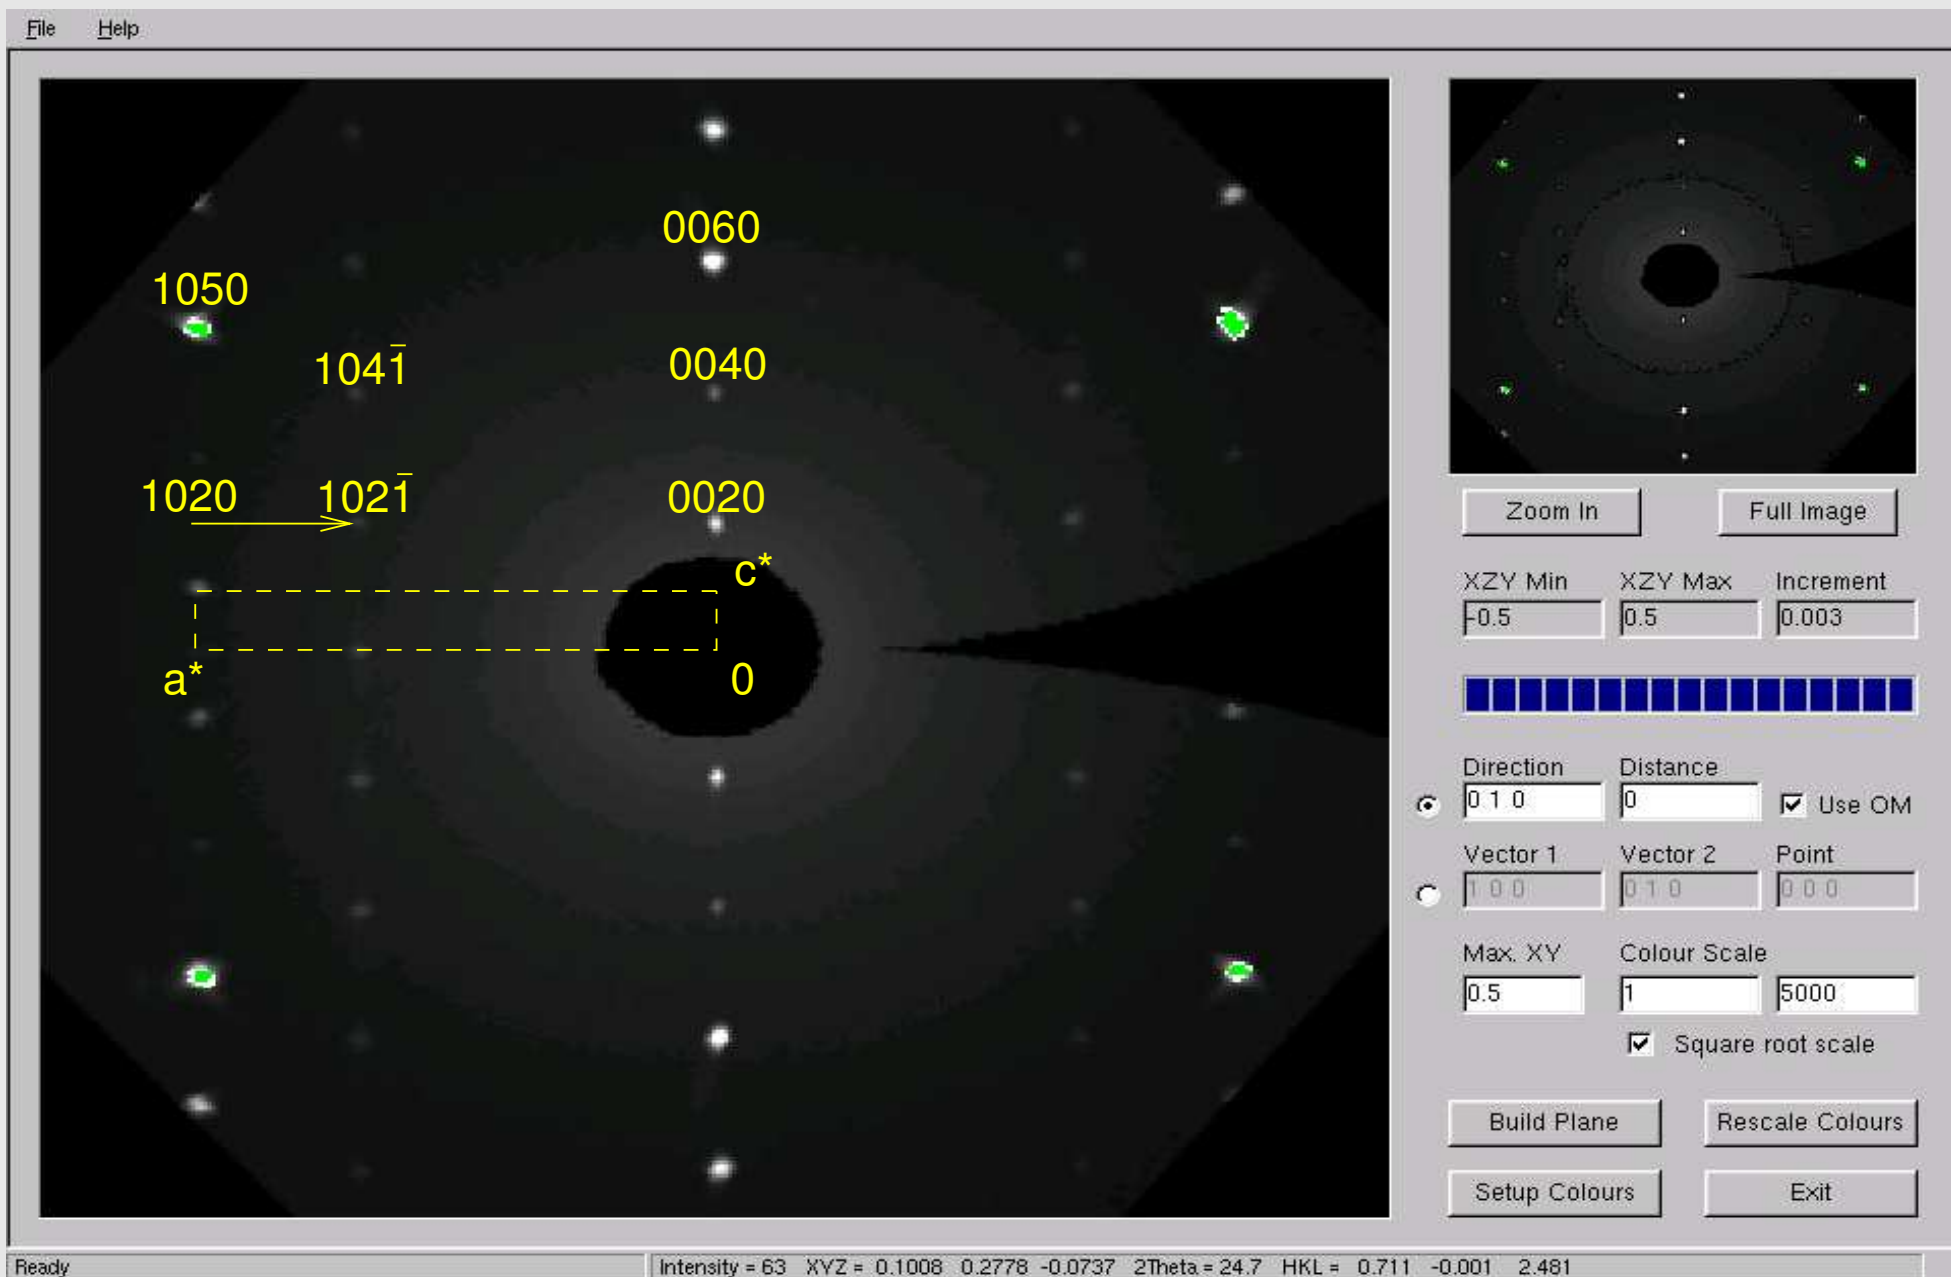 File Help
0060
1050
1041̅
0040
1020
1021̅
0020
c*
a*
0
Zoom In Full Image
XZY Min XZY Max Increment
-0.5 0.5 0.003
Direction Distance
0 1 0 0 Use OM
Vector 1 Vector 2 Point
1 0 0 0 1 0 0 0 0
Max. XY Colour Scale
0.5 1 5000
Square root scale
Build Plane Rescale Colours
Setup Colours Exit
Ready Intensity = 63 XYZ = 0.1008 0.2778 -0.0737 2Theta = 24.7 HKL = 0.711 -0.001 2.481